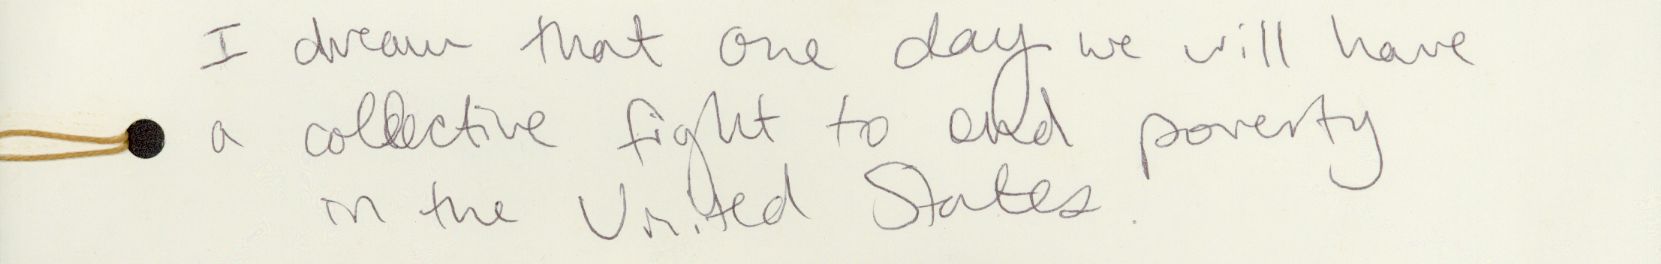 I dream that one day we will have
a collective fight to end poverty
in the United States.